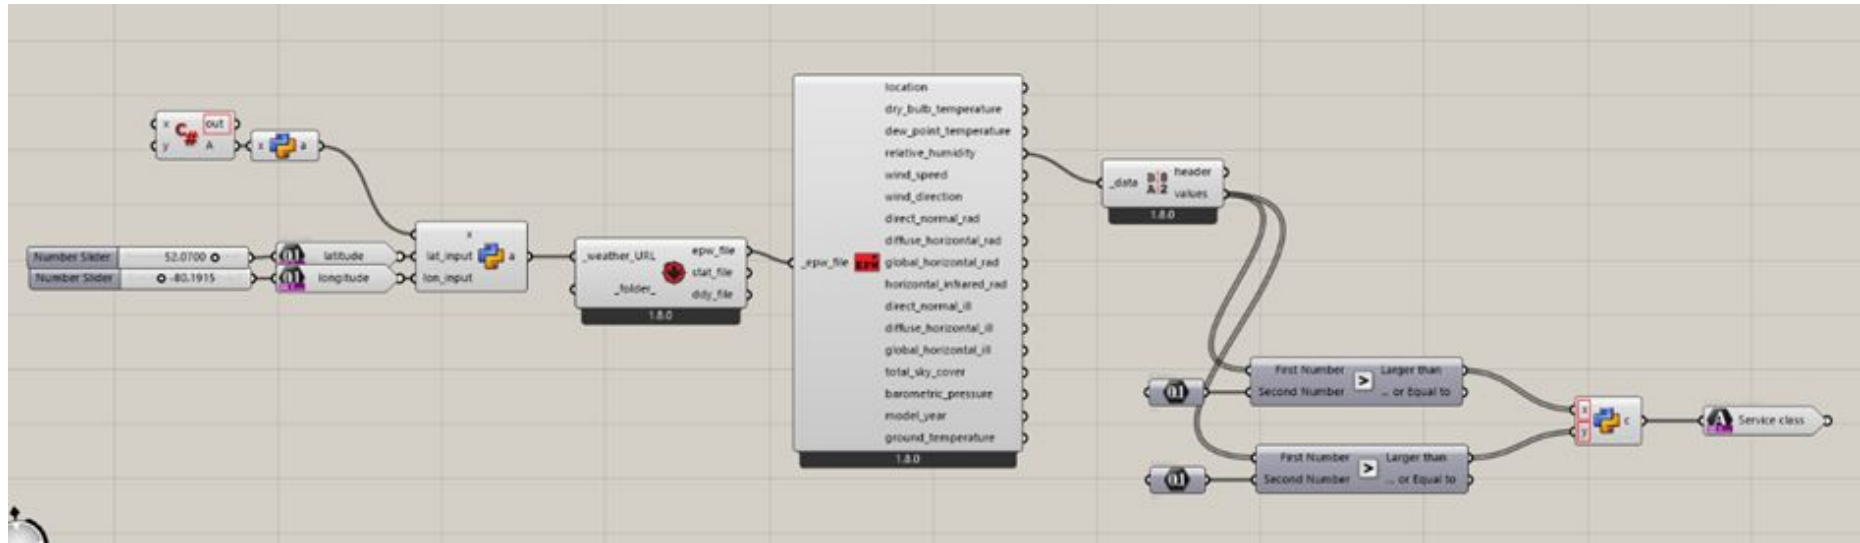 x
out
y
A
x
a
Number Slider
52.0700
Number Slider
-80.1915
latitude
longitude
x
lat_input
lon_input
a
_weather_URL
_folder_
epw_file
stat_file
ddy_file
1.8.0
_epw_file
EPW
location
dry_bulb_temperature
dew_point_temperature
relative_humidity
wind_speed
wind_direction
direct_normal_rad
diffuse_horizontal_rad
global_horizontal_rad
horizontal_infrared_rad
direct_normal_ill
diffuse_horizontal_ill
global_horizontal_ill
total_sky_cover
barometric_pressure
model_year
ground_temperature
1.8.0
_data
header
values
1.8.0
First Number
Larger than
Second Number
... or Equal to
First Number
Larger than
Second Number
... or Equal to
x
y
c
Service class